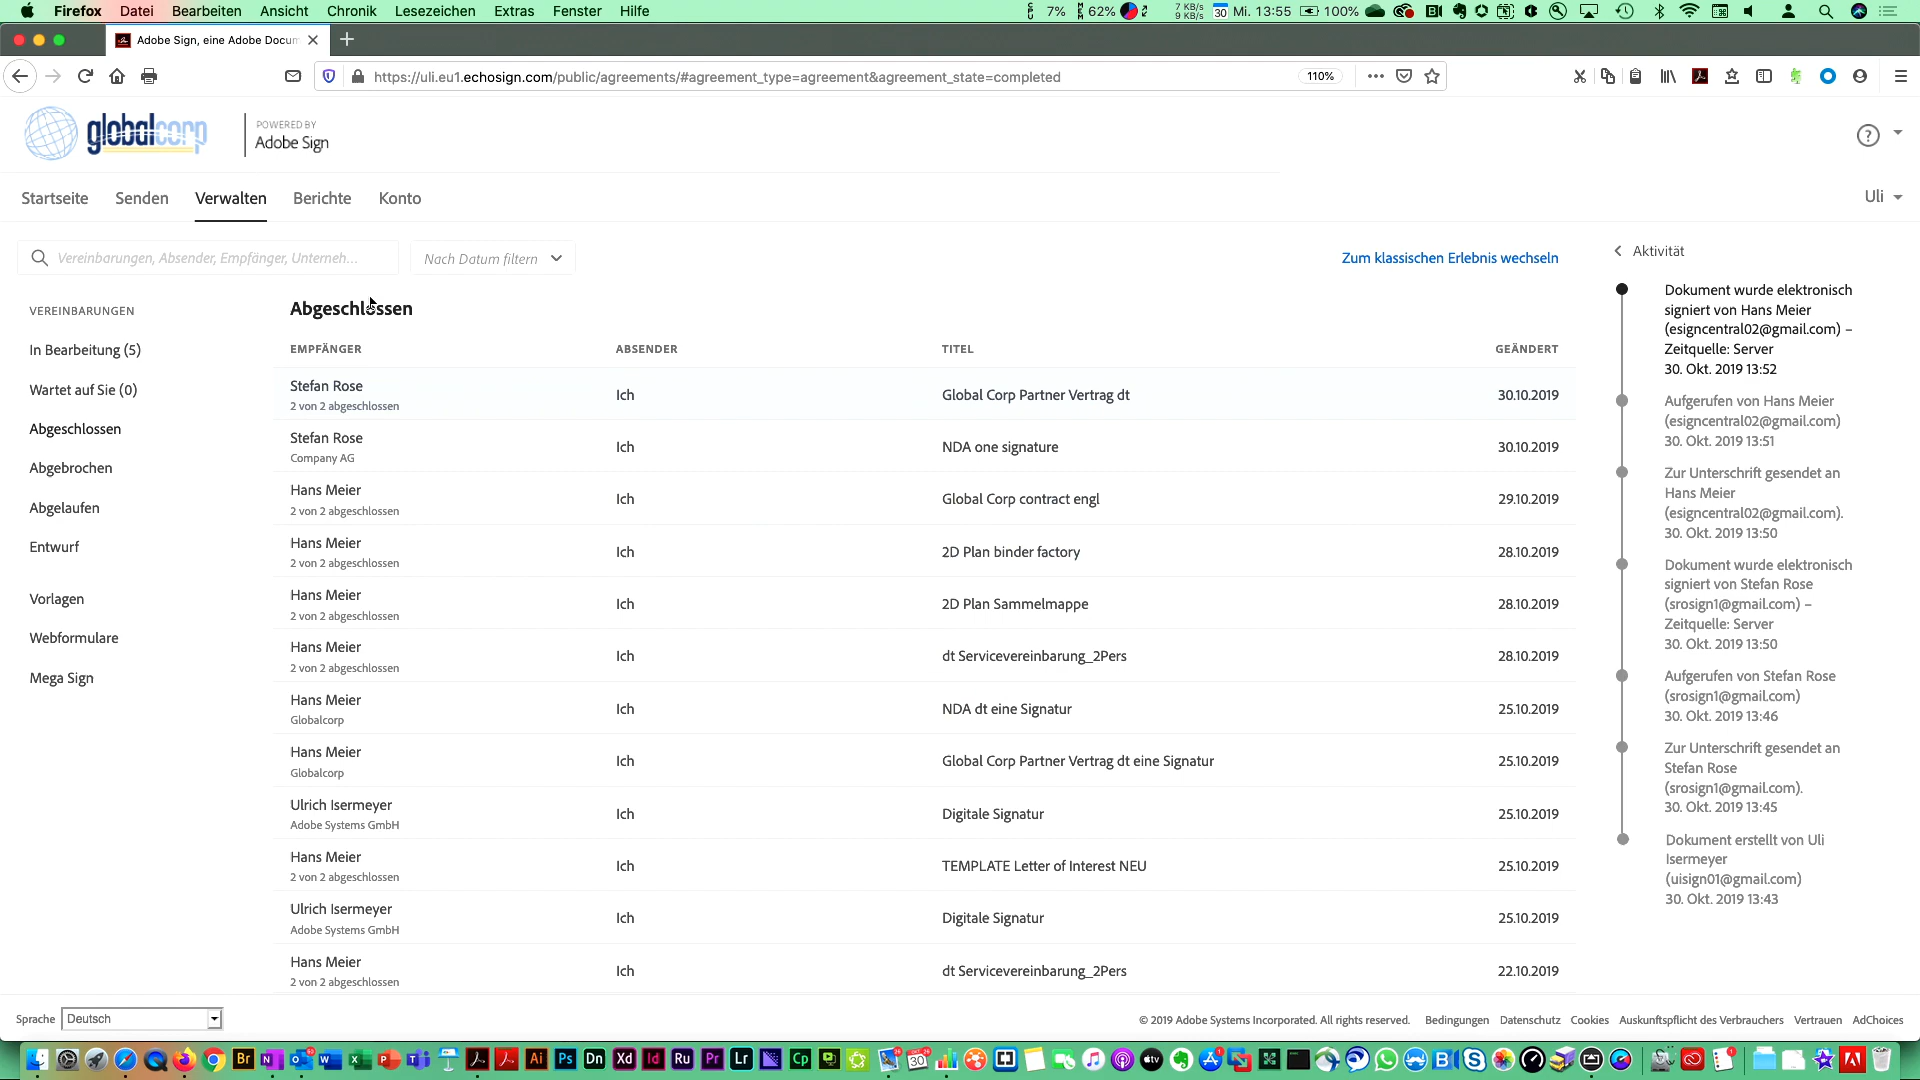 Firefox Datei Bearbeiten Ansicht Chronik Lesezeichen Extras Fenster Hilfe 7% 62% 7 KB/s 9 KB/s 30 Mi. 13:55 100%
Adobe Sign, eine Adobe Docum
https://uli.eu1.echosign.com/public/agreements/#agreement_type=agreement&agreement_state=completed 110%
globalcorp POWERED BY Adobe Sign
Startseite Senden Verwalten Berichte Konto Uli
Vereinbarungen, Absender, Empfänger, Unterneh... Nach Datum filtern Zum klassischen Erlebnis wechseln
VEREINBARUNGEN
In Bearbeitung (5)
Wartet auf Sie (0)
Abgeschlossen
Abgebrochen
Abgelaufen
Entwurf
Vorlagen
Webformulare
Mega Sign
Abgeschlossen
EMPFÄNGER ABSENDER TITEL GEÄNDERT
Stefan Rose Ich Global Corp Partner Vertrag dt 30.10.2019
2 von 2 abgeschlossen
Stefan Rose Ich NDA one signature 30.10.2019
Company AG
Hans Meier Ich Global Corp contract engl 29.10.2019
2 von 2 abgeschlossen
Hans Meier Ich 2D Plan binder factory 28.10.2019
2 von 2 abgeschlossen
Hans Meier Ich 2D Plan Sammelmappe 28.10.2019
2 von 2 abgeschlossen
Hans Meier Ich dt Servicevereinbarung_2Pers 28.10.2019
2 von 2 abgeschlossen
Hans Meier Ich NDA dt eine Signatur 25.10.2019
Globalcorp
Hans Meier Ich Global Corp Partner Vertrag dt eine Signatur 25.10.2019
Globalcorp
Ulrich Isermeyer Ich Digitale Signatur 25.10.2019
Adobe Systems GmbH
Hans Meier Ich TEMPLATE Letter of Interest NEU 25.10.2019
2 von 2 abgeschlossen
Ulrich Isermeyer Ich Digitale Signatur 25.10.2019
Adobe Systems GmbH
Hans Meier Ich dt Servicevereinbarung_2Pers 22.10.2019
2 von 2 abgeschlossen
Aktivität
Dokument wurde elektronisch
signiert von Hans Meier
(esigncentral02@gmail.com) –
Zeitquelle: Server
30. Okt. 2019 13:52
Aufgerufen von Hans Meier
(esigncentral02@gmail.com)
30. Okt. 2019 13:51
Zur Unterschrift gesendet an
Hans Meier
(esigncentral02@gmail.com).
30. Okt. 2019 13:50
Dokument wurde elektronisch
signiert von Stefan Rose
(srosign1@gmail.com) –
Zeitquelle: Server
30. Okt. 2019 13:50
Aufgerufen von Stefan Rose
(srosign1@gmail.com)
30. Okt. 2019 13:46
Zur Unterschrift gesendet an
Stefan Rose
(srosign1@gmail.com).
30. Okt. 2019 13:45
Dokument erstellt von Uli
Isermeyer
(uisign01@gmail.com)
30. Okt. 2019 13:43
Sprache Deutsch © 2019 Adobe Systems Incorporated. All rights reserved. Bedingungen Datenschutz Cookies Auskunftspflicht des Verbrauchers Vertrauen AdChoices
Br Ai Ps Dn Xd Id Ru Pr Lr Cp